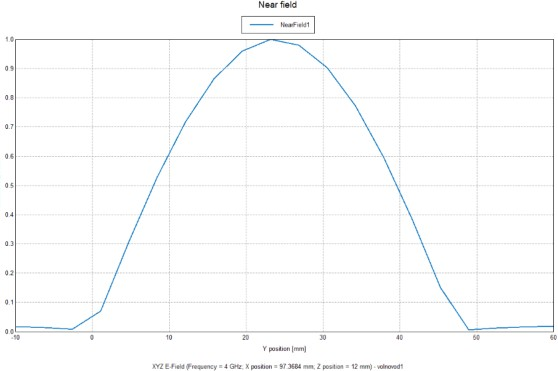 Near field
NearField1
1.0
0.9
0.8
0.7
0.6
0.5
0.4
0.3
0.2
0.1
0.0
-10 0 10 20 30 40 50 60
Y position [mm]
XYZ E-Field (Frequency = 4 GHz; X position = 97.3684 mm, Z position = 12 mm) - volnovsd1